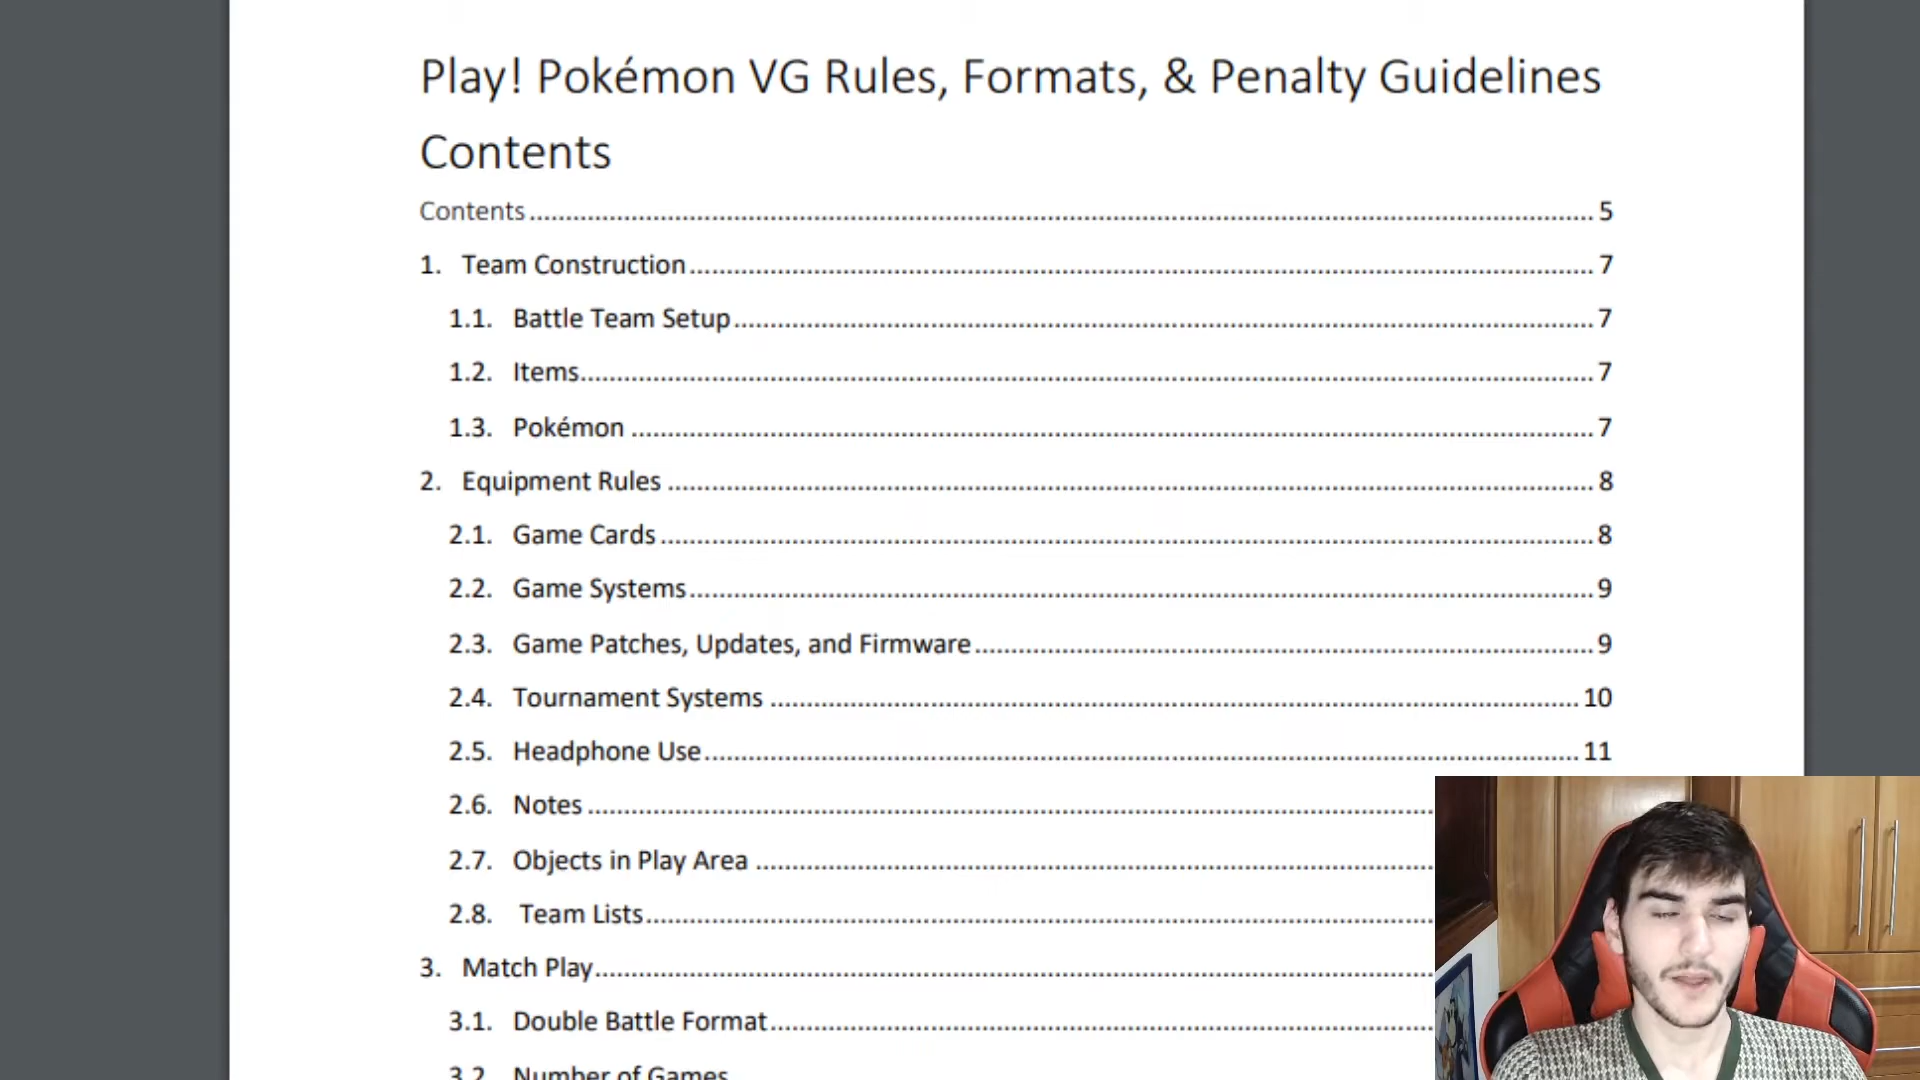 Play! Pokémon VG Rules, Formats, & Penalty Guidelines
Contents
Contents 5
1. Team Construction 7
1.1. Battle Team Setup 7
1.2. Items 7
1.3. Pokémon 7
2. Equipment Rules 8
2.1. Game Cards 8
2.2. Game Systems 9
2.3. Game Patches, Updates, and Firmware 9
2.4. Tournament Systems 10
2.5. Headphone Use 11
2.6. Notes
2.7. Objects in Play Area
2.8. Team Lists
3. Match Play
3.1. Double Battle Format
3.2. Number of Games